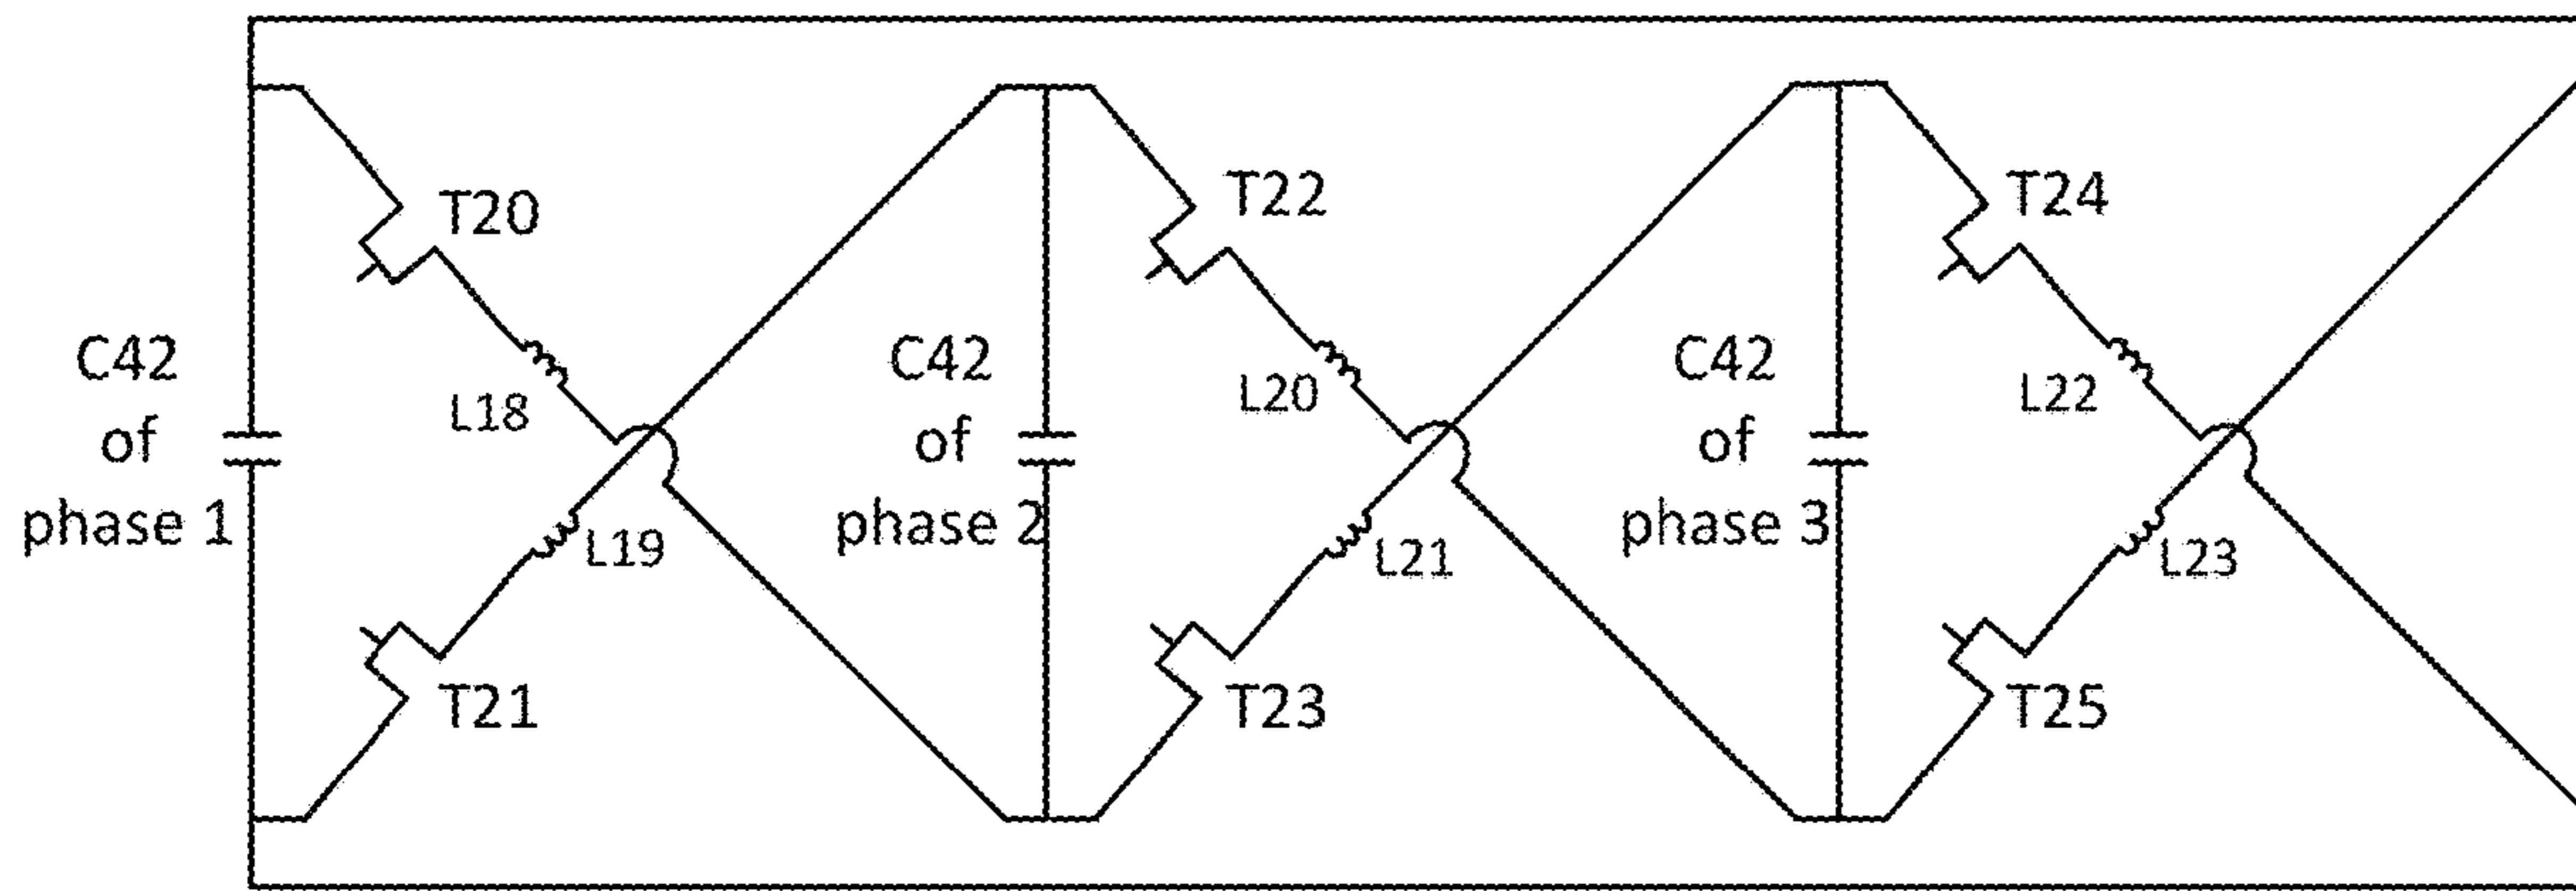 T20
T22
T24
C42
of
phase 1
L18
C42
of
phase 2
L20
C42
of
phase 3
L22
L19
L21
L23
T21
T23
T25